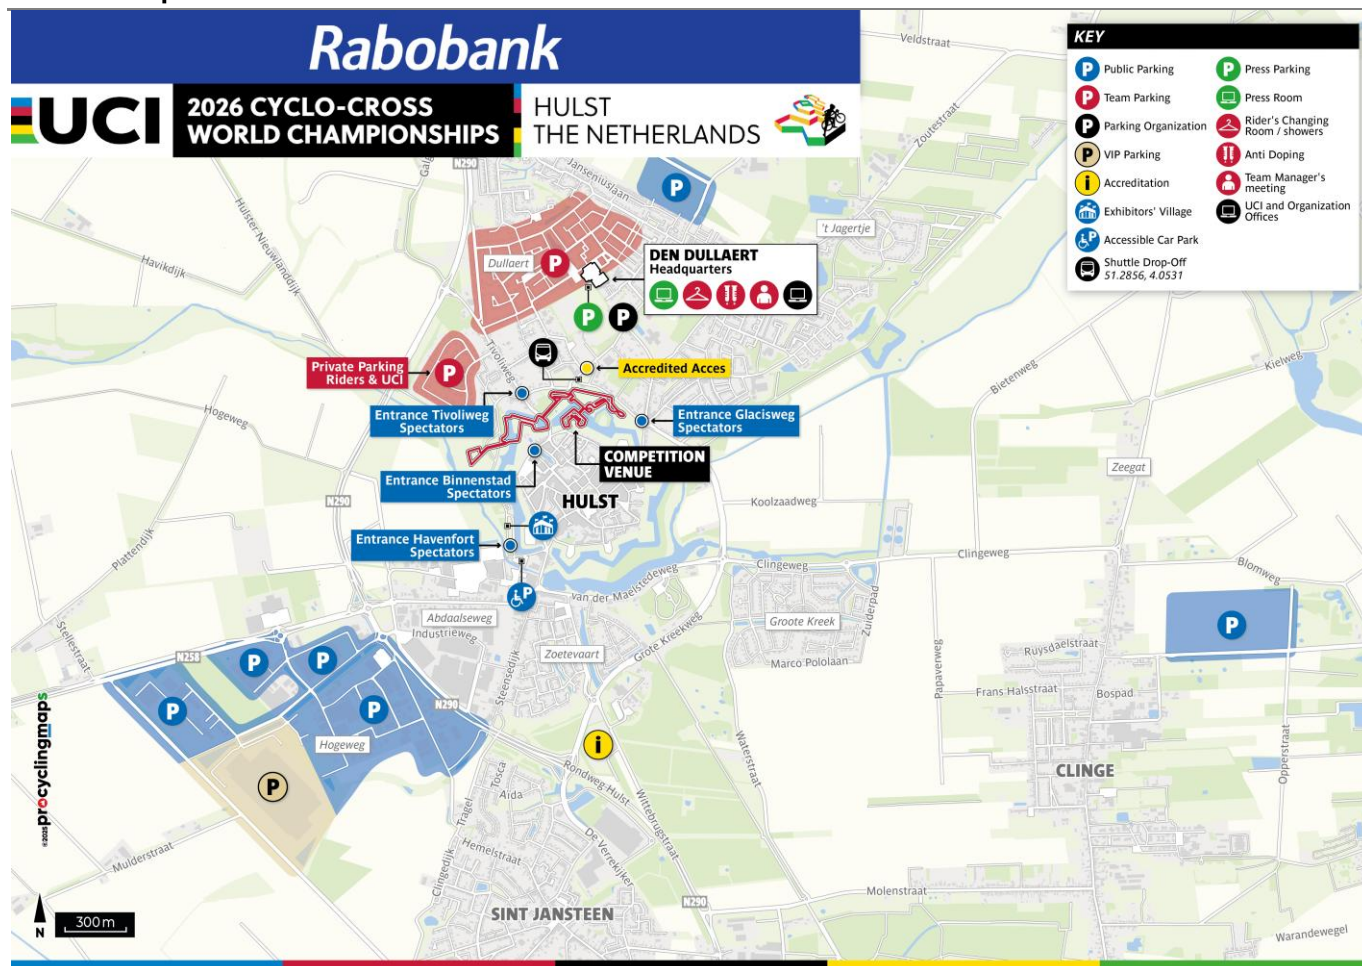 Rabobank
UCI
2026 CYCLO-CROSS
WORLD CHAMPIONSHIPS
HULST
THE NETHERLANDS
KEY
P Public Parking
P Team Parking
P Parking Organization
P VIP Parking
i Accreditation
Exhibitors' Village
P Accessible Car Park
Shuttle Drop-Off
51.2856, 4.0531
P Press Parking
Press Room
Rider's Changing
Room / showers
Anti Doping
Team Manager's
meeting
UCI and Organization
Offices
Veldstraat
Zoutestraat
N290
Janseniuslaan
P
't Jagertje
Hulster Nieuwlanddijk
Havikdijk
Dullaert
P
DEN DULLAERT
Headquarters
P
P
Tivoliweg
Private Parking
Riders & UCI
P
Accredited Acces
Kielweg
Bietenweg
Hogeweg
Entrance Tivoliweg
Spectators
Entrance Glacisweg
Spectators
COMPETITION
VENUE
Zeegat
Entrance Binnenstad
Spectators
HULST
N290
Koolzaadweg
Plattendijk
Entrance Havenfort
Spectators
Clingeweg
Clingeweg
Blomweg
van der Maelstedeweg
P
Abdaalseweg
Industrieweg
Groote Kreek
Zuiderpad
P
Stellestraat
Zoetevaart
Grote Kreekweg
Marco Pololaan
Papaverweg
Ruysdaelstraat
N258
P
P
Steensedijk
Frans Halsstraat
Bospad
P
P
N290
Hogeweg
i
Waterstraat
Opperstraat
P
Tosca
Aida
Rondweg-Hulst
Wittebrugstraat
CLINGE
Tragel
De Verrekijker
Mulderstraat
Hemelstraat
Clingedijk
Molenstraat
N290
SINT JANSTEEN
Warandewegel
©2025 procyclingmaps
N
300 m